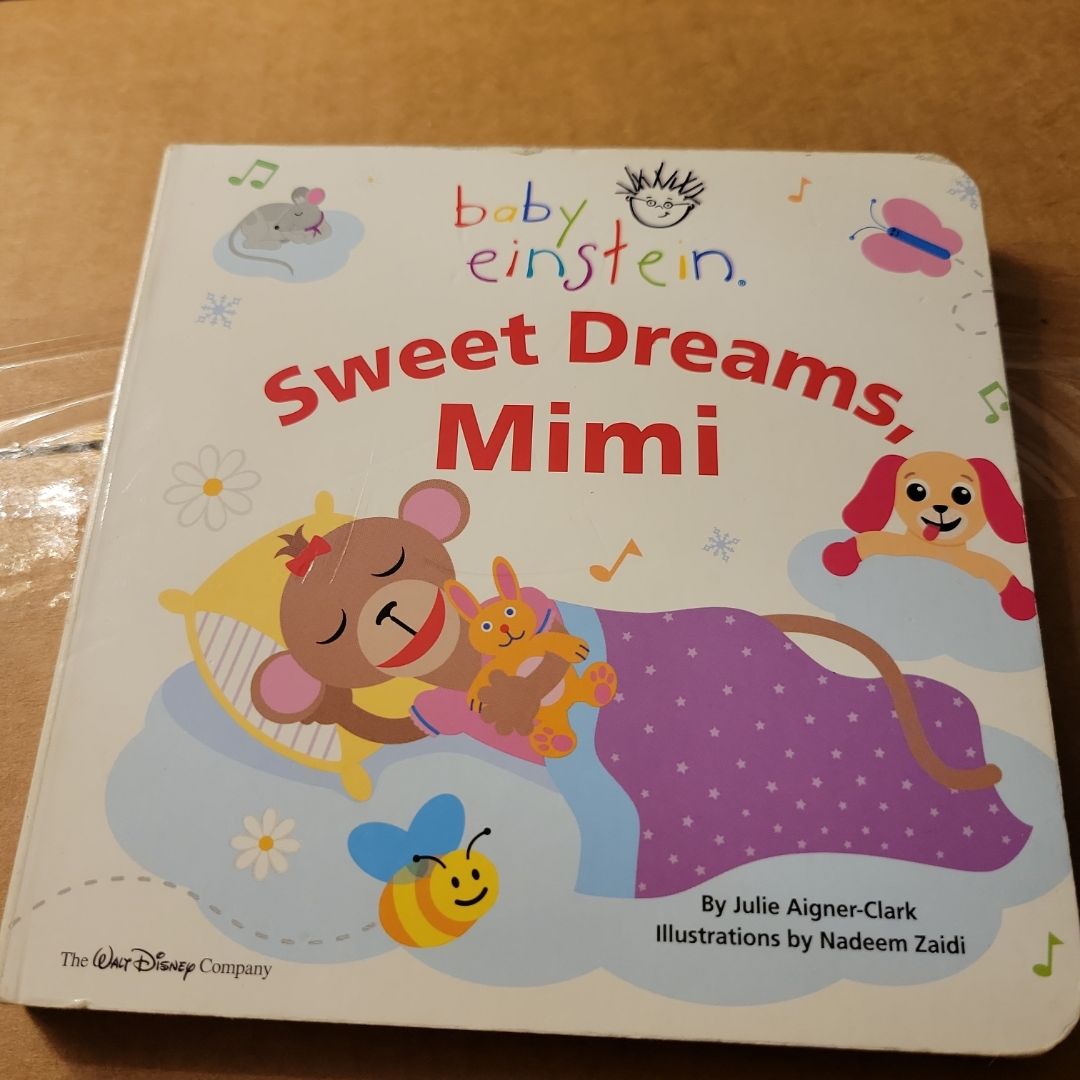 baby
einstein®
Sweet Dreams,
Mimi
By Julie Aigner-Clark
Illustrations by Nadeem Zaidi
The WALT DISNEY Company